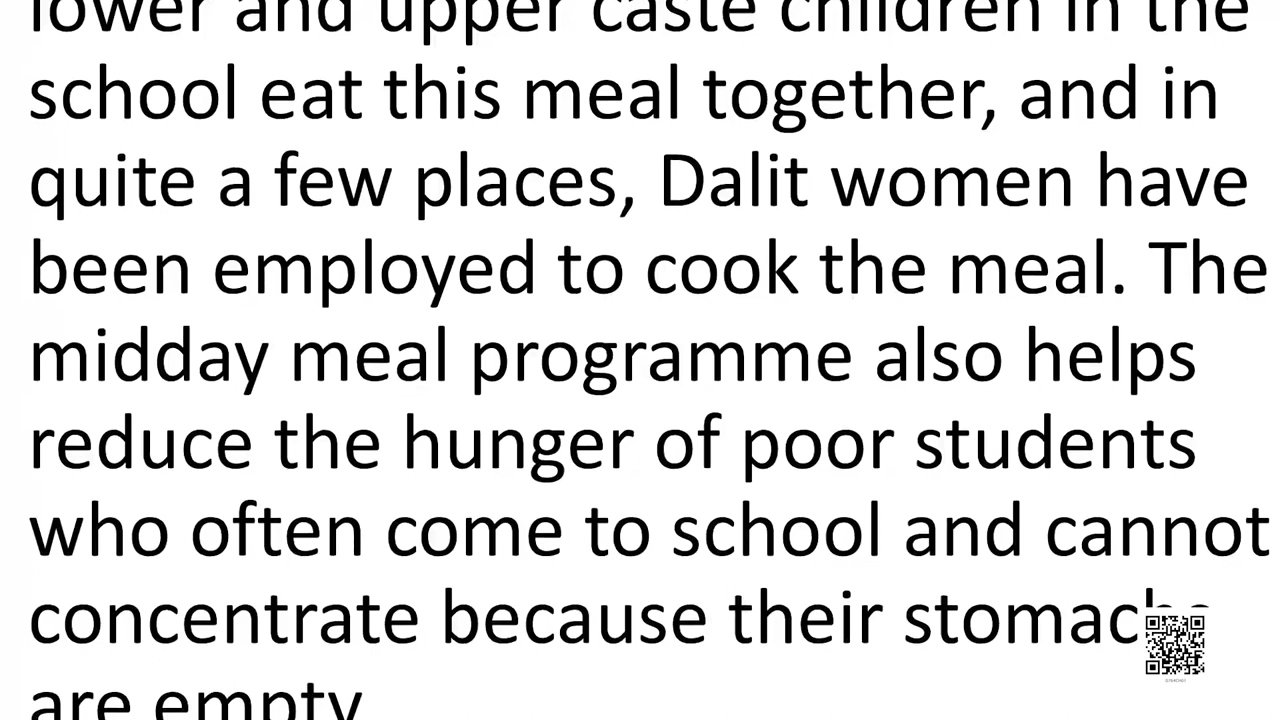 lower and upper caste children in the
school eat this meal together, and in
quite a few places, Dalit women have
been employed to cook the meal. The
midday meal programme also helps
reduce the hunger of poor students
who often come to school and cannot
concentrate because their stomachs
are empty